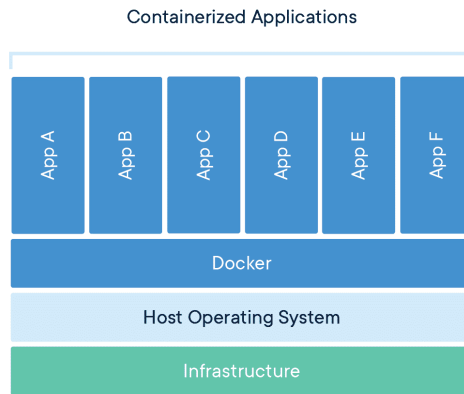 Containerized Applications
App A
App B
App C
App D
App E
App F
Docker
Host Operating System
Infrastructure